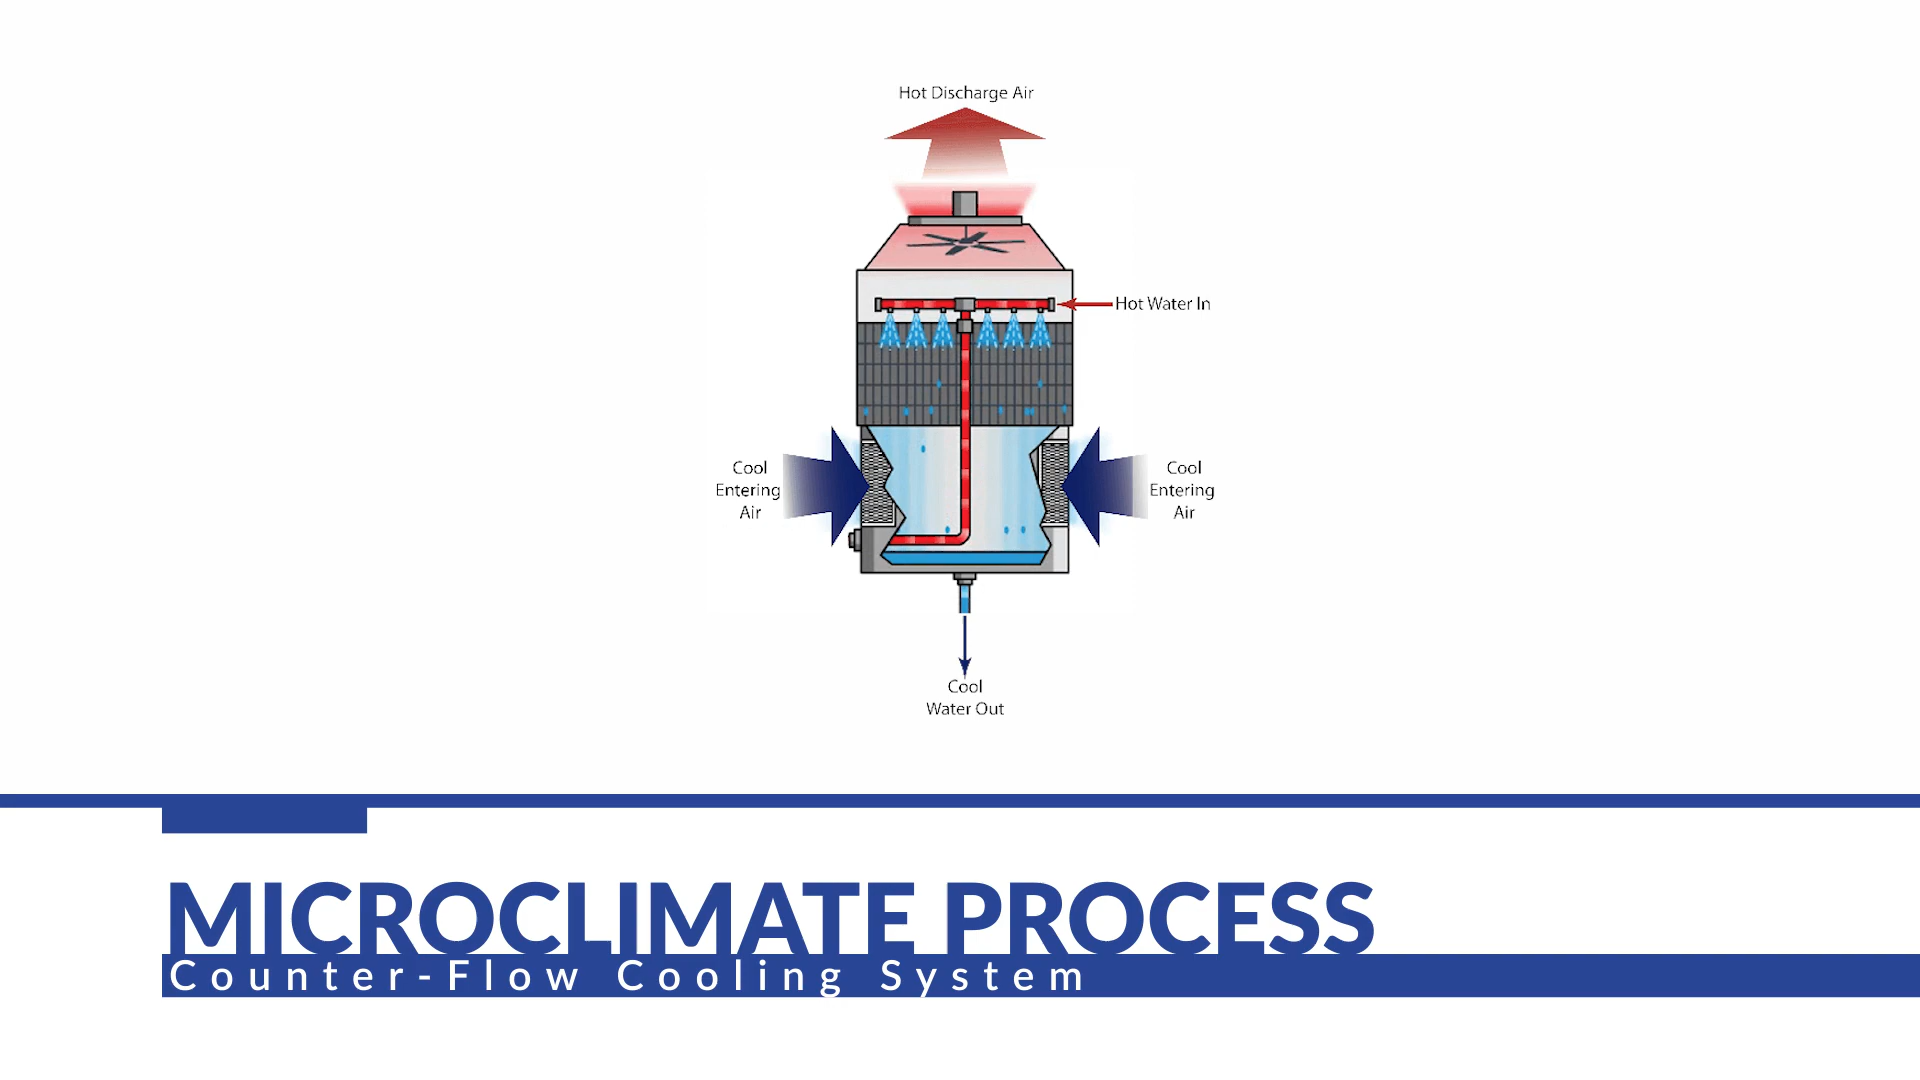 Hot Discharge Air
Hot Water In
Cool
Entering
Air
Cool
Entering
Air
Cool
Water Out
MICROCLIMATE PROCESS
Counter-Flow Cooling System